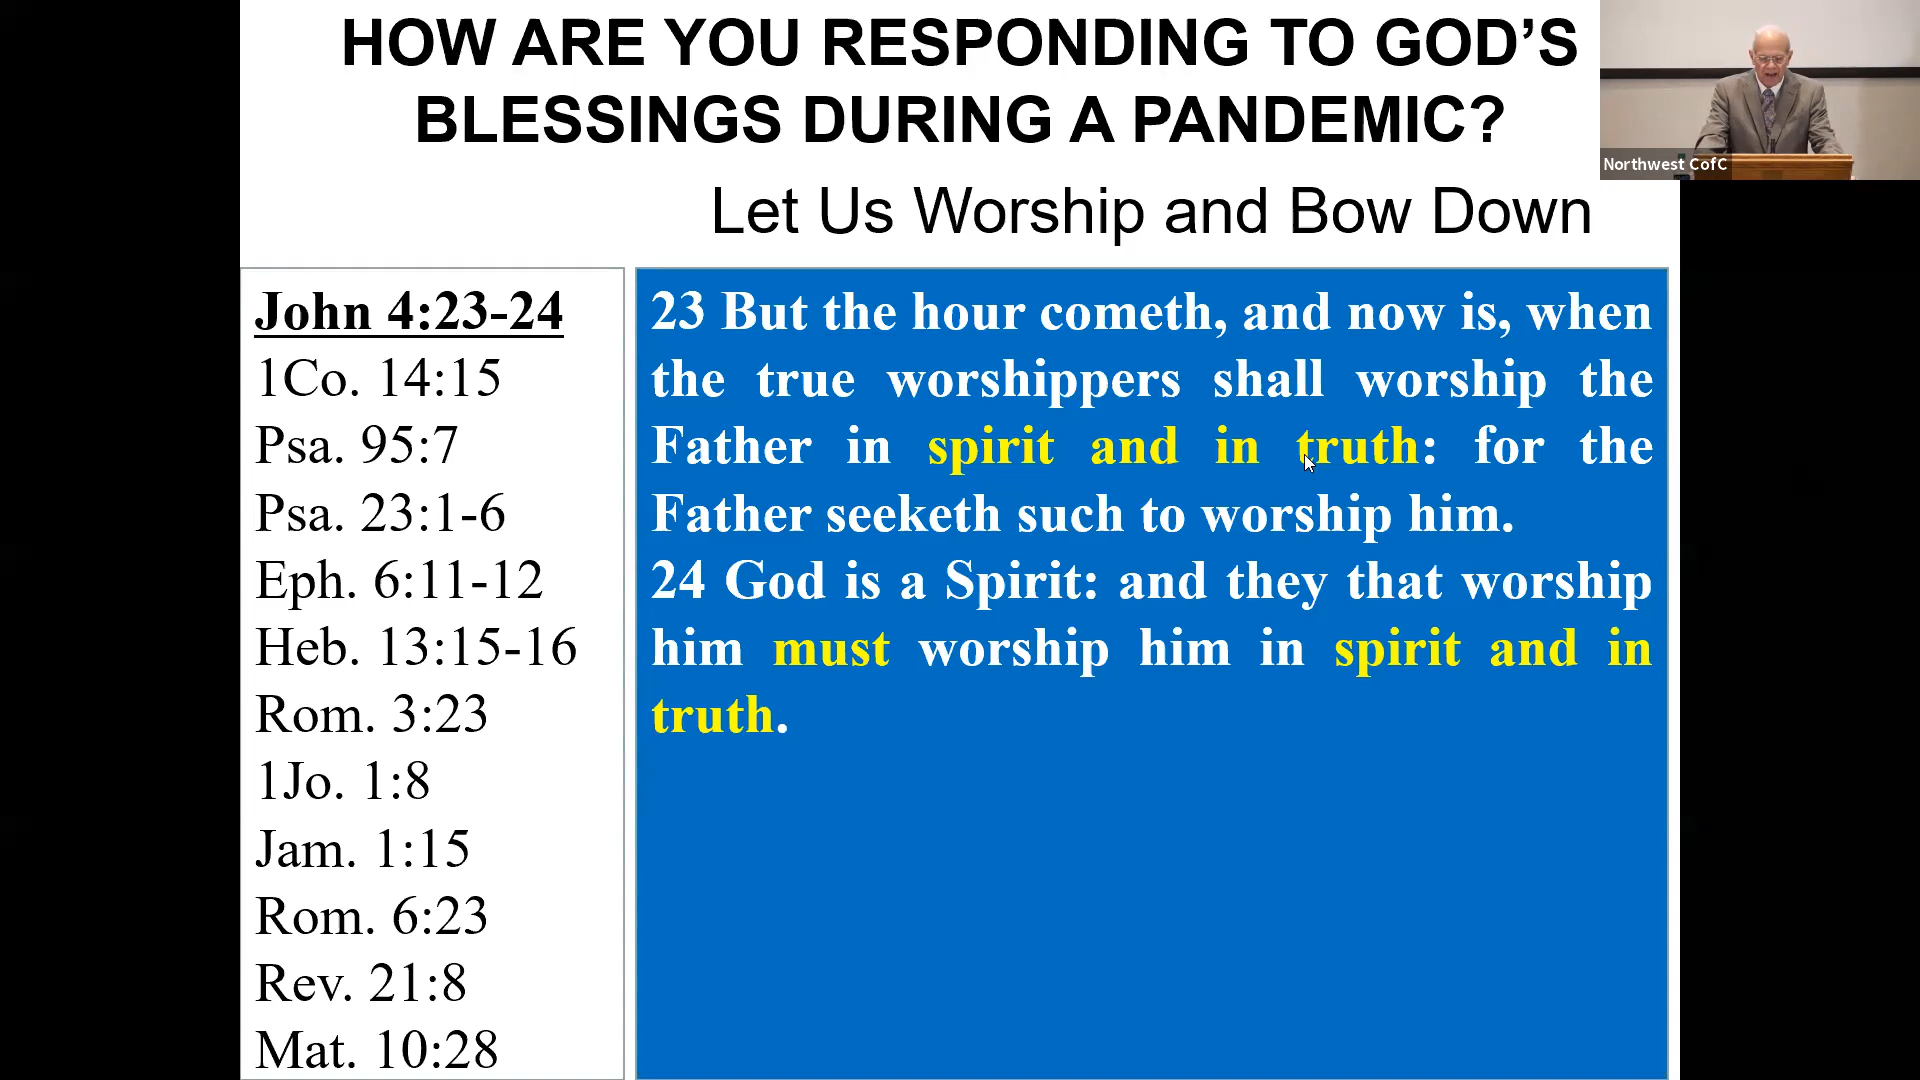 HOW ARE YOU RESPONDING TO GOD’S
BLESSINGS DURING A PANDEMIC?
Northwest CofC
Let Us Worship and Bow Down
John 4:23-24
1Co. 14:15
Psa. 95:7
Psa. 23:1-6
Eph. 6:11-12
Heb. 13:15-16
Rom. 3:23
1Jo. 1:8
Jam. 1:15
Rom. 6:23
Rev. 21:8
Mat. 10:28
23 But the hour cometh, and now is, when
the true worshippers shall worship the
Father in spirit and in truth: for the
Father seeketh such to worship him.
24 God is a Spirit: and they that worship
him must worship him in spirit and in
truth.